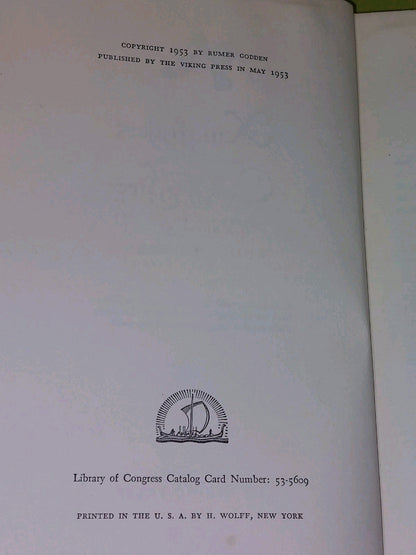 COPYRIGHT 1953 BY RUMER GODDEN
PUBLISHED BY THE VIKING PRESS IN MAY 1953
Library of Congress Catalog Card Number: 53-5609
PRINTED IN THE U. S. A. BY H. WOLFF, NEW YORK